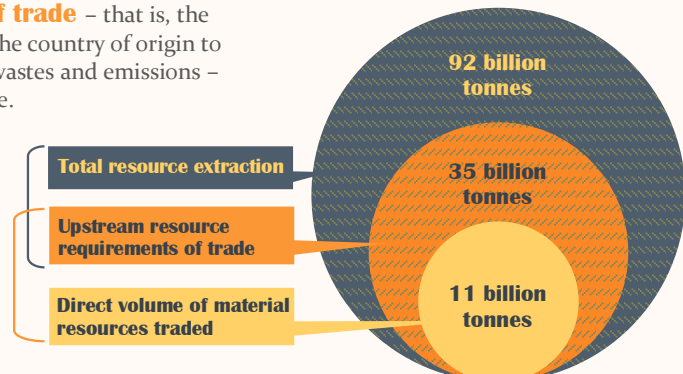 f trade – that is, the
he country of origin to
wastes and emissions –
e.
92 billion
tonnes
Total resource extraction
35 billion
tonnes
Upstream resource
requirements of trade
11 billion
tonnes
Direct volume of material
resources traded